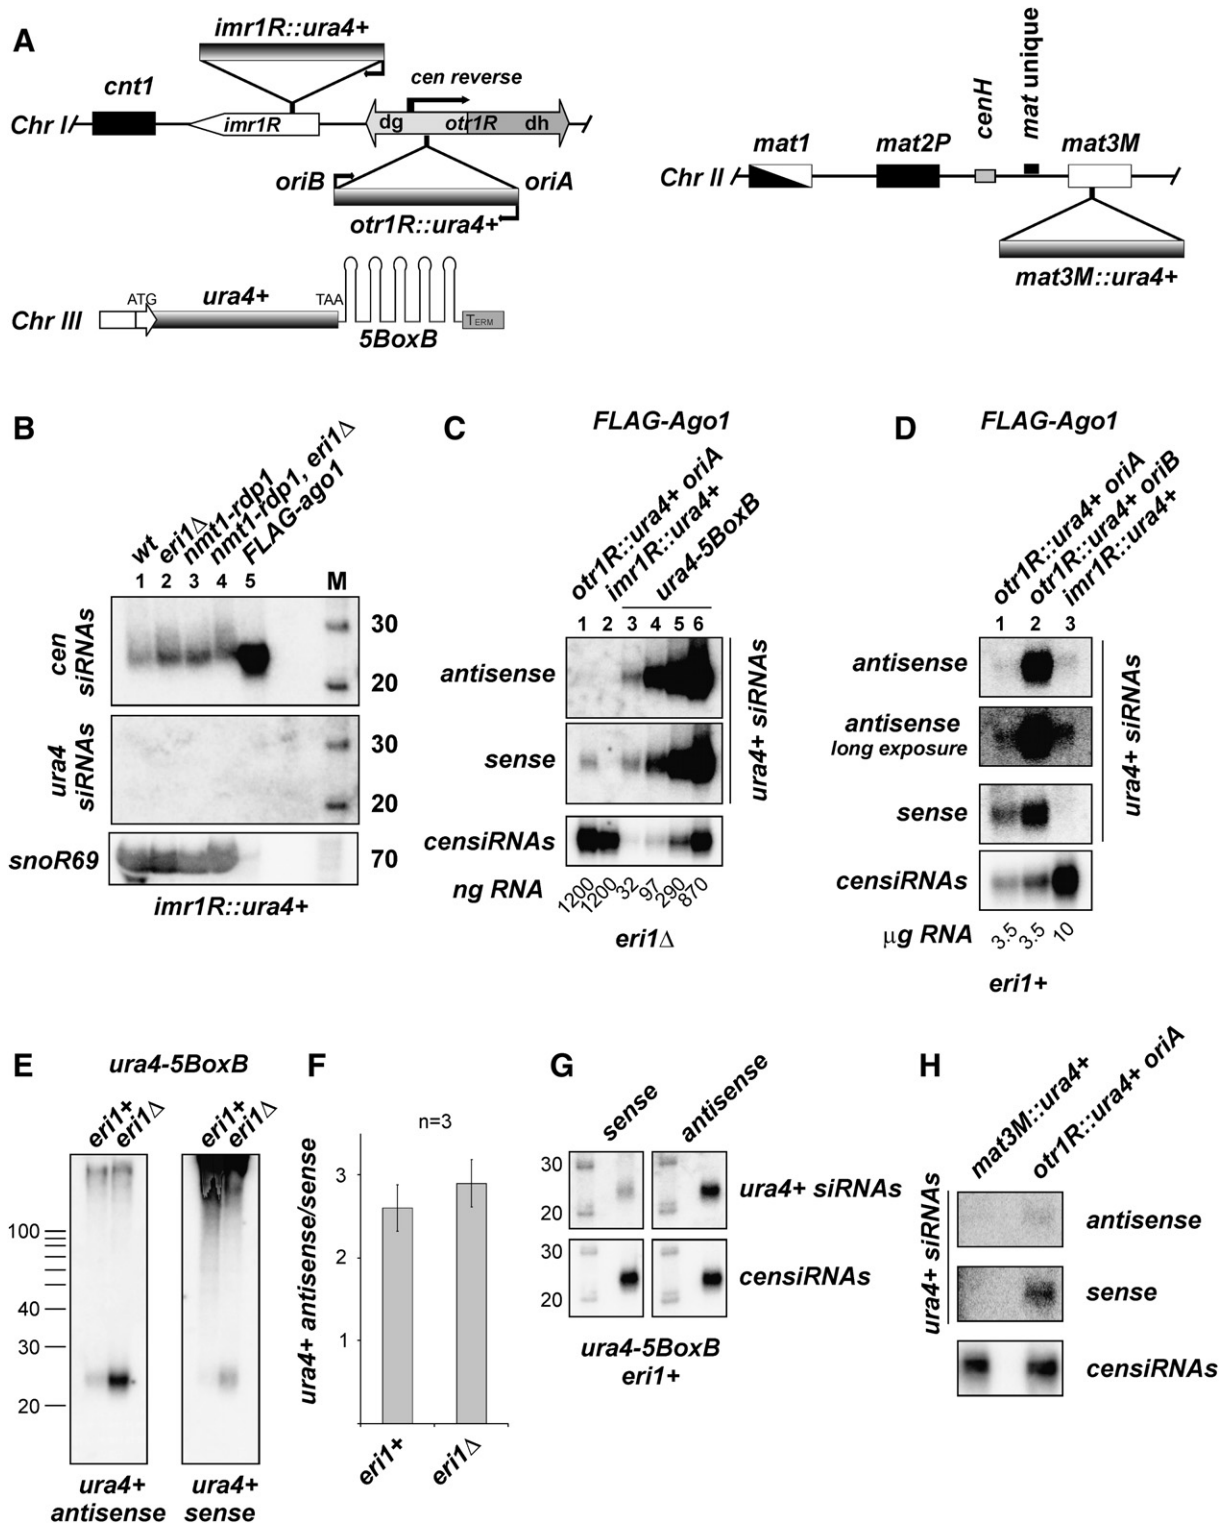 A
imr1R::ura4+
cnt1
cen reverse
Chr I
imr1R
dg
otr1R
dh
oriB
oriA
otr1R::ura4+
mat1
mat2P
cenH
mat unique
mat3M
Chr II
mat3M::ura4+
Chr III
ATG
ura4+
TAA
5BoxB
TERM
B
wt
eri1Δ
nmt1-rdp1
nmt1-rdp1, eri1Δ
FLAG-ago1
1 2 3 4 5 M
cen siRNAs
30
20
ura4 siRNAs
30
20
snoR69
70
imr1R::ura4+
C
FLAG-Ago1
otr1R::ura4+ oriA
imr1R::ura4+
ura4-5BoxB
1 2 3 4 5 6
antisense
sense
ura4+ siRNAs
censiRNAs
ng RNA
1200 1200 32 97 290 870
eri1Δ
D
FLAG-Ago1
otr1R::ura4+ oriA
otr1R::ura4+ oriB
imr1R::ura4+
1 2 3
antisense
antisense
long exposure
sense
ura4+ siRNAs
censiRNAs
µg RNA
3.5 3.5 10
eri1+
E
ura4-5BoxB
eri1+
eri1Δ
eri1+
eri1Δ
100
40
30
20
ura4+
antisense
ura4+
sense
F
n=3
ura4+ antisense/sense
3
2
1
eri1+
eri1Δ
G
sense
antisense
30
20
ura4+ siRNAs
30
20
censiRNAs
ura4-5BoxB
eri1+
H
mat3M::ura4+
otr1R::ura4+ oriA
ura4+ siRNAs
antisense
sense
censiRNAs